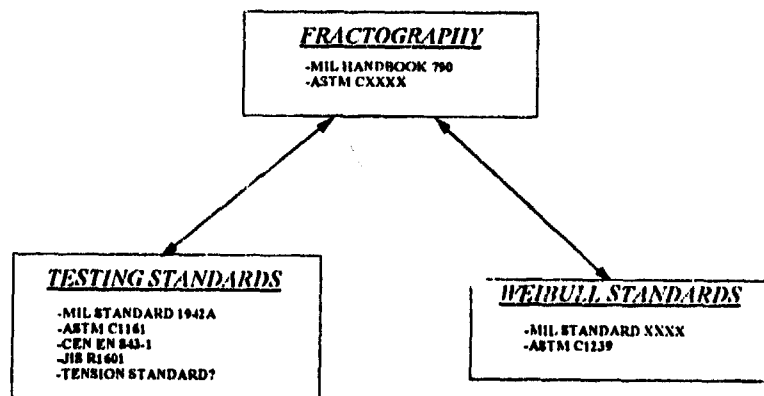 FRACTOGRAPHY
-MIL HANDBOOK 790
-ASTM CXXXX
TESTING STANDARDS
-MIL STANDARD 1942A
-ASTM C1161
-CEN EN 843-1
-JIS R1601
-TENSION STANDARD?
WEIBULL STANDARDS
-MIL STANDARD XXXX
-ASTM C1239